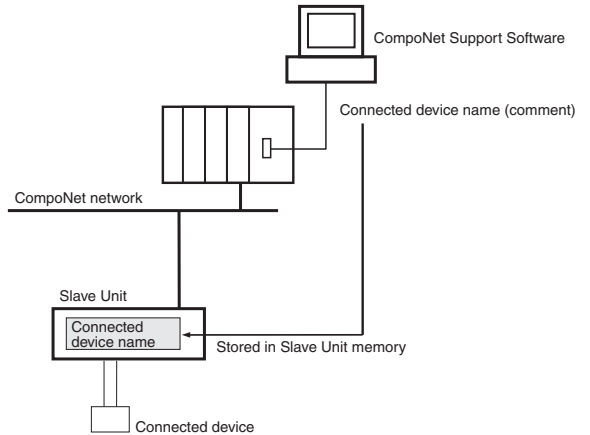 CompoNet Support Software
Connected device name (comment)
CompoNet network
Slave Unit
Connected
device name
Stored in Slave Unit memory
Connected device